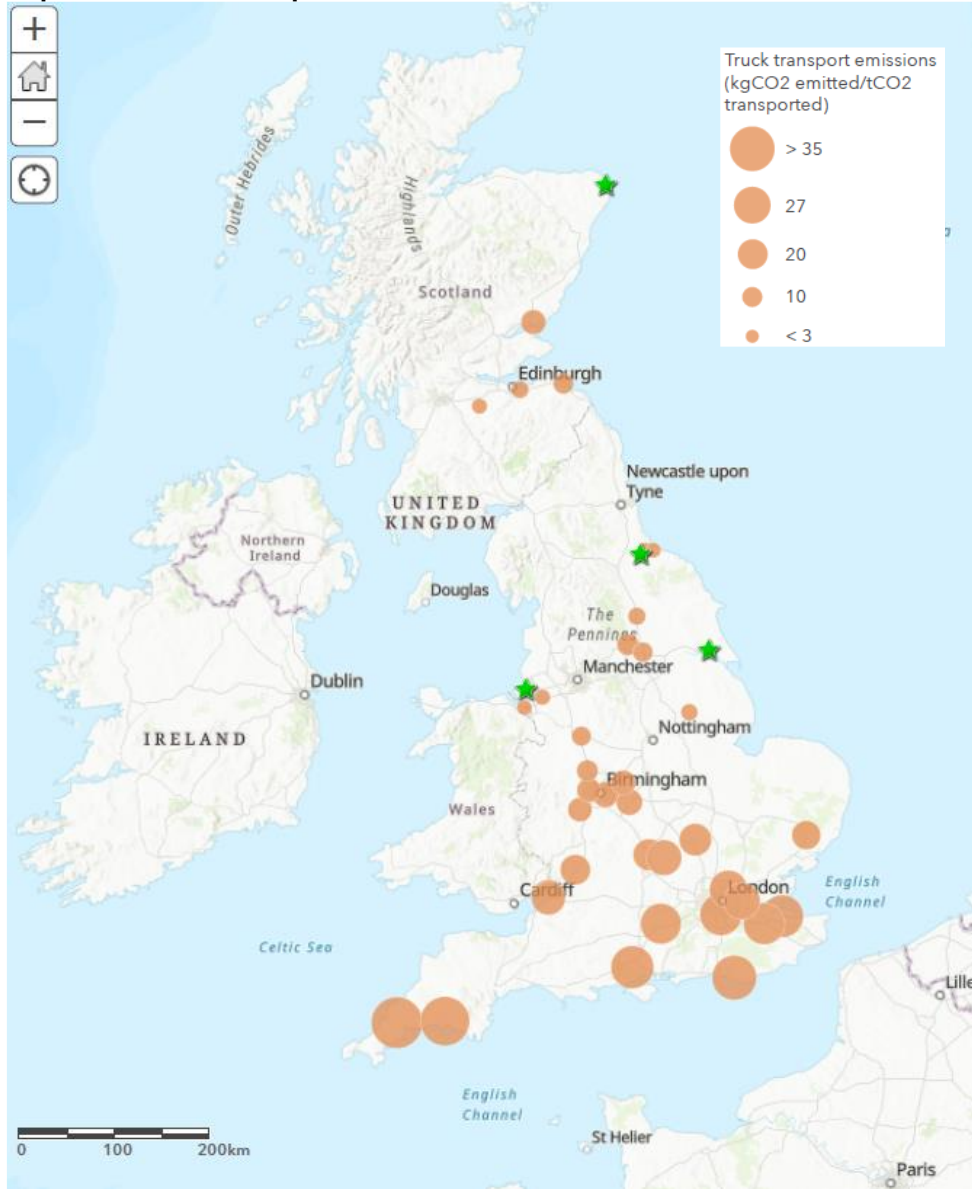 +
−
Truck transport emissions
(kgCO2 emitted/tCO2
transported)
> 35
27
20
10
< 3
Outer Hebrides
Highlands
Scotland
Edinburgh
Newcastle upon
Tyne
UNITED
KINGDOM
Northern
Ireland
Douglas
The
Pennines
Manchester
Dublin
IRELAND
Nottingham
Birmingham
Wales
Cardiff
London
English
Channel
Celtic Sea
Lille
English
Channel
St Helier
Paris
0 100 200km